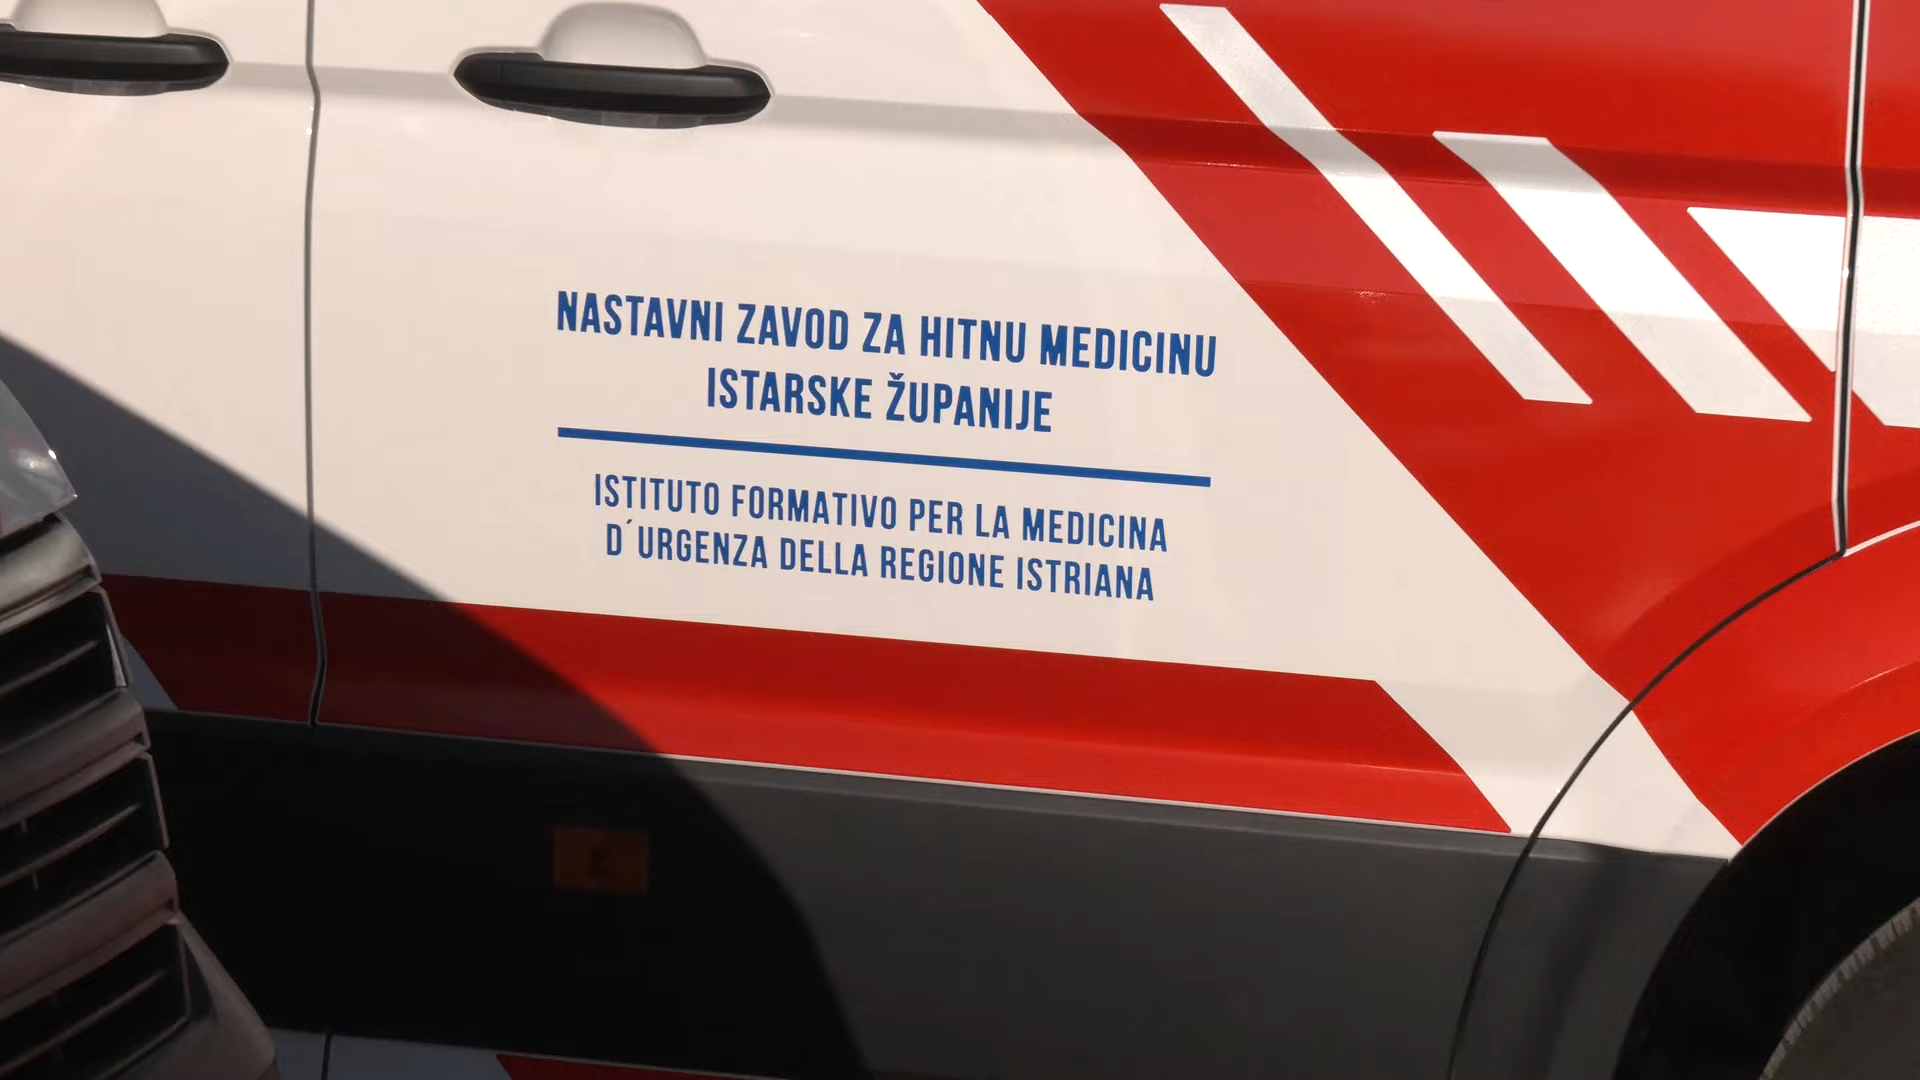 NASTAVNI ZAVOD ZA HITNU MEDICINU
ISTARSKE ŽUPANIJE
ISTITUTO FORMATIVO PER LA MEDICINA
D´URGENZA DELLA REGIONE ISTRIANA